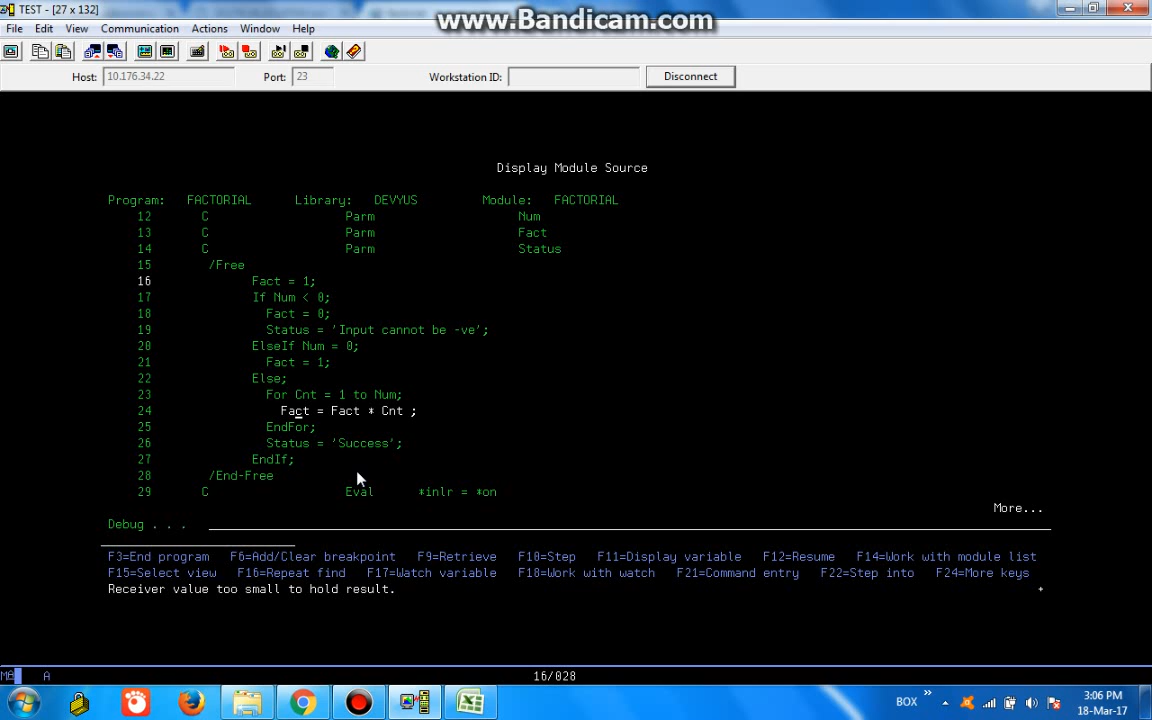 TEST - [27 x 132]
www.Bandicam.com
File Edit View Communication Actions Window Help
Host: 10.176.34.22 Port: 23 Workstation ID: Disconnect
Display Module Source
Program: FACTORIAL Library: DEVYUS Module: FACTORIAL
12 C Parm Num
13 C Parm Fact
14 C Parm Status
15 /Free
16 Fact = 1;
17 If Num < 0;
18 Fact = 0;
19 Status = 'Input cannot be -ve';
20 ElseIf Num = 0;
21 Fact = 1;
22 Else;
23 For Cnt = 1 to Num;
24 Fact = Fact * Cnt ;
25 EndFor;
26 Status = 'Success';
27 EndIf;
28 /End-Free
29 C Eval *inlr = *on
More...
Debug . . .
F3=End program F6=Add/Clear breakpoint F9=Retrieve F10=Step F11=Display variable F12=Resume F14=Work with module list
F15=Select view F16=Repeat find F17=Watch variable F18=Work with watch F21=Command entry F22=Step into F24=More keys
Receiver value too small to hold result. +
A 16/028
BOX 3:06 PM
18-Mar-17